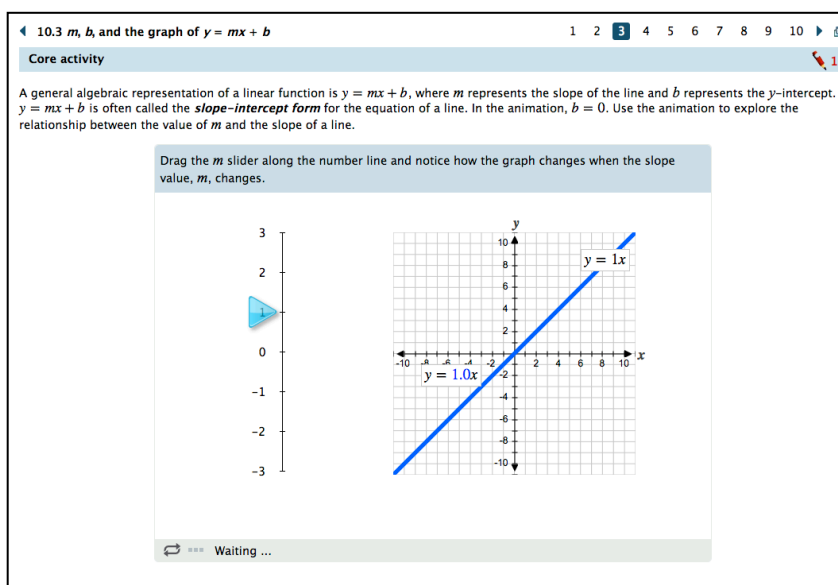 10.3 m, b, and the graph of y = mx + b 1 2 3 4 5 6 7 8 9 10
Core activity 1
A general algebraic representation of a linear function is y = mx + b, where m represents the slope of the line and b represents the y-intercept.
y = mx + b is often called the slope-intercept form for the equation of a line. In the animation, b = 0. Use the animation to explore the
relationship between the value of m and the slope of a line.
Drag the m slider along the number line and notice how the graph changes when the slope
value, m, changes.
3
2
1
0
-1
-2
-3
y
10
8
6
4
2
-2
-4
-6
-8
-10
-10 -8 -6 -4 -2 2 4 6 8 10 x
y = 1x
y = 1.0x
Waiting ...